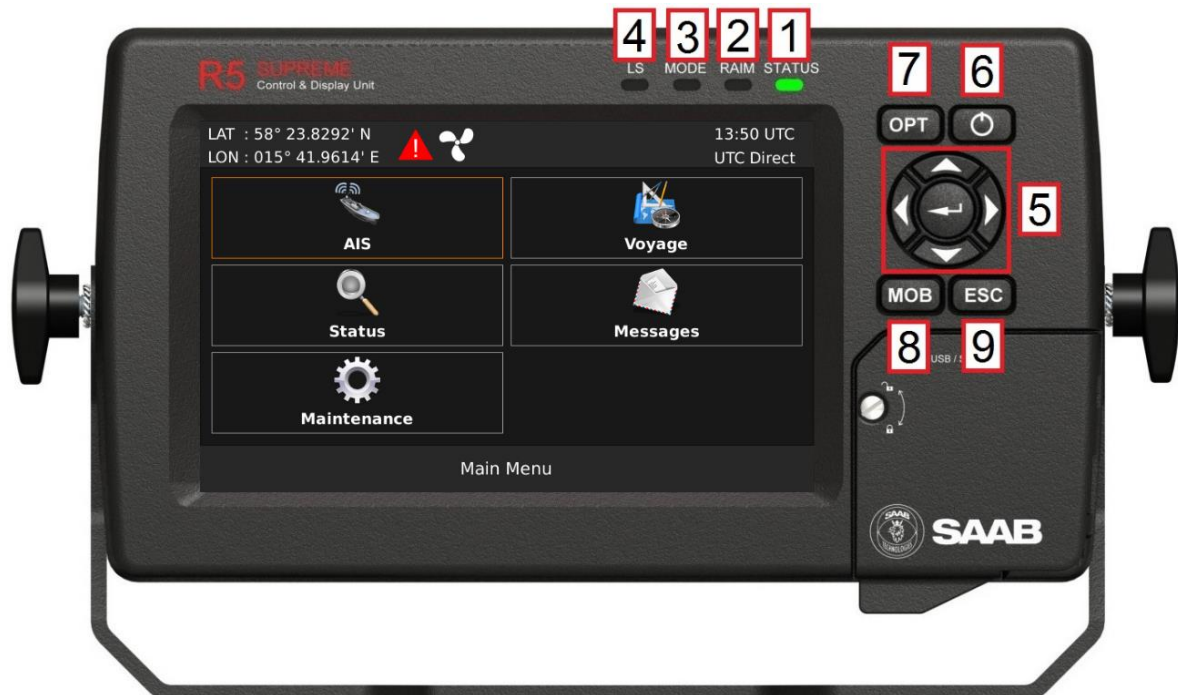 4 3 2 1
LS MODE RAIM STATUS
R5 SUPREME
Control & Display Unit
7 6
OPT
LAT : 58° 23.8292' N
LON : 015° 41.9614' E
13:50 UTC
UTC Direct
AIS
Voyage
5
Status
Messages
MOB ESC
8 9
USB / S
Maintenance
Main Menu
SAAB
SAAB